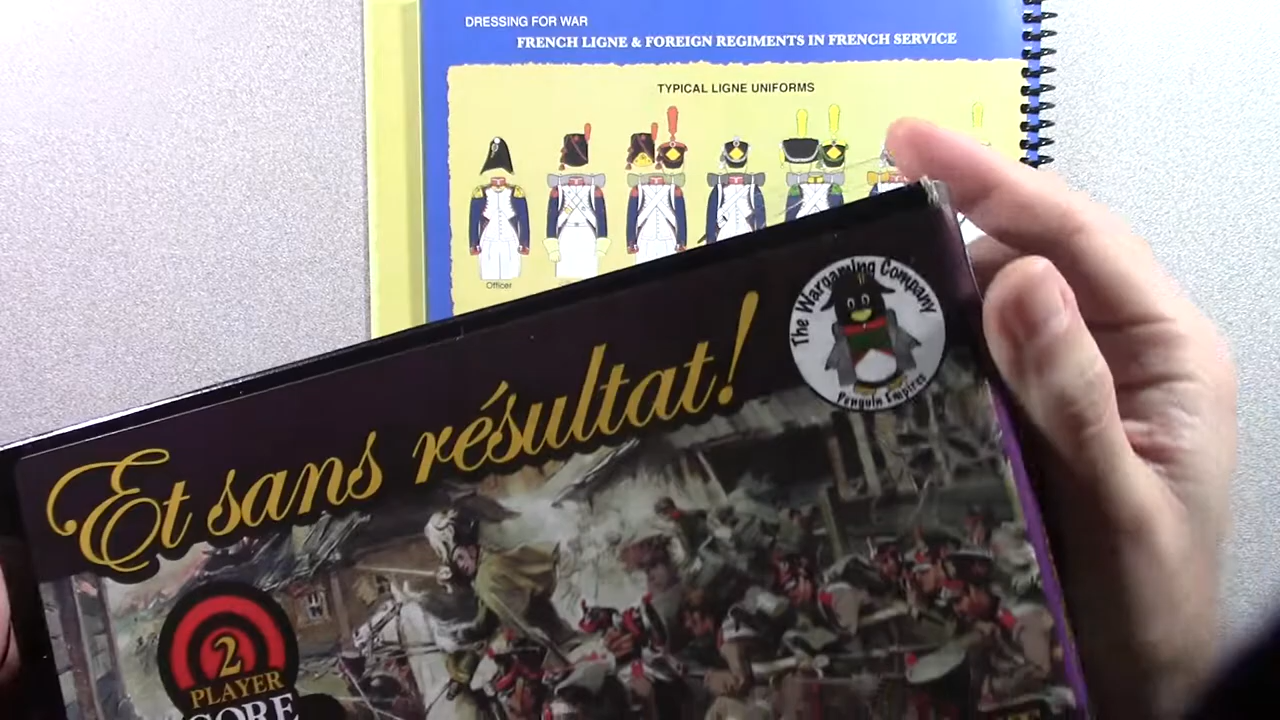 DRESSING FOR WAR
FRENCH LIGNE & FOREIGN REGIMENTS IN FRENCH SERVICE
TYPICAL LIGNE UNIFORMS
Officer
Et sans résultat!
The Wargaming Company
Penguin Empires
2
PLAYER
CORE